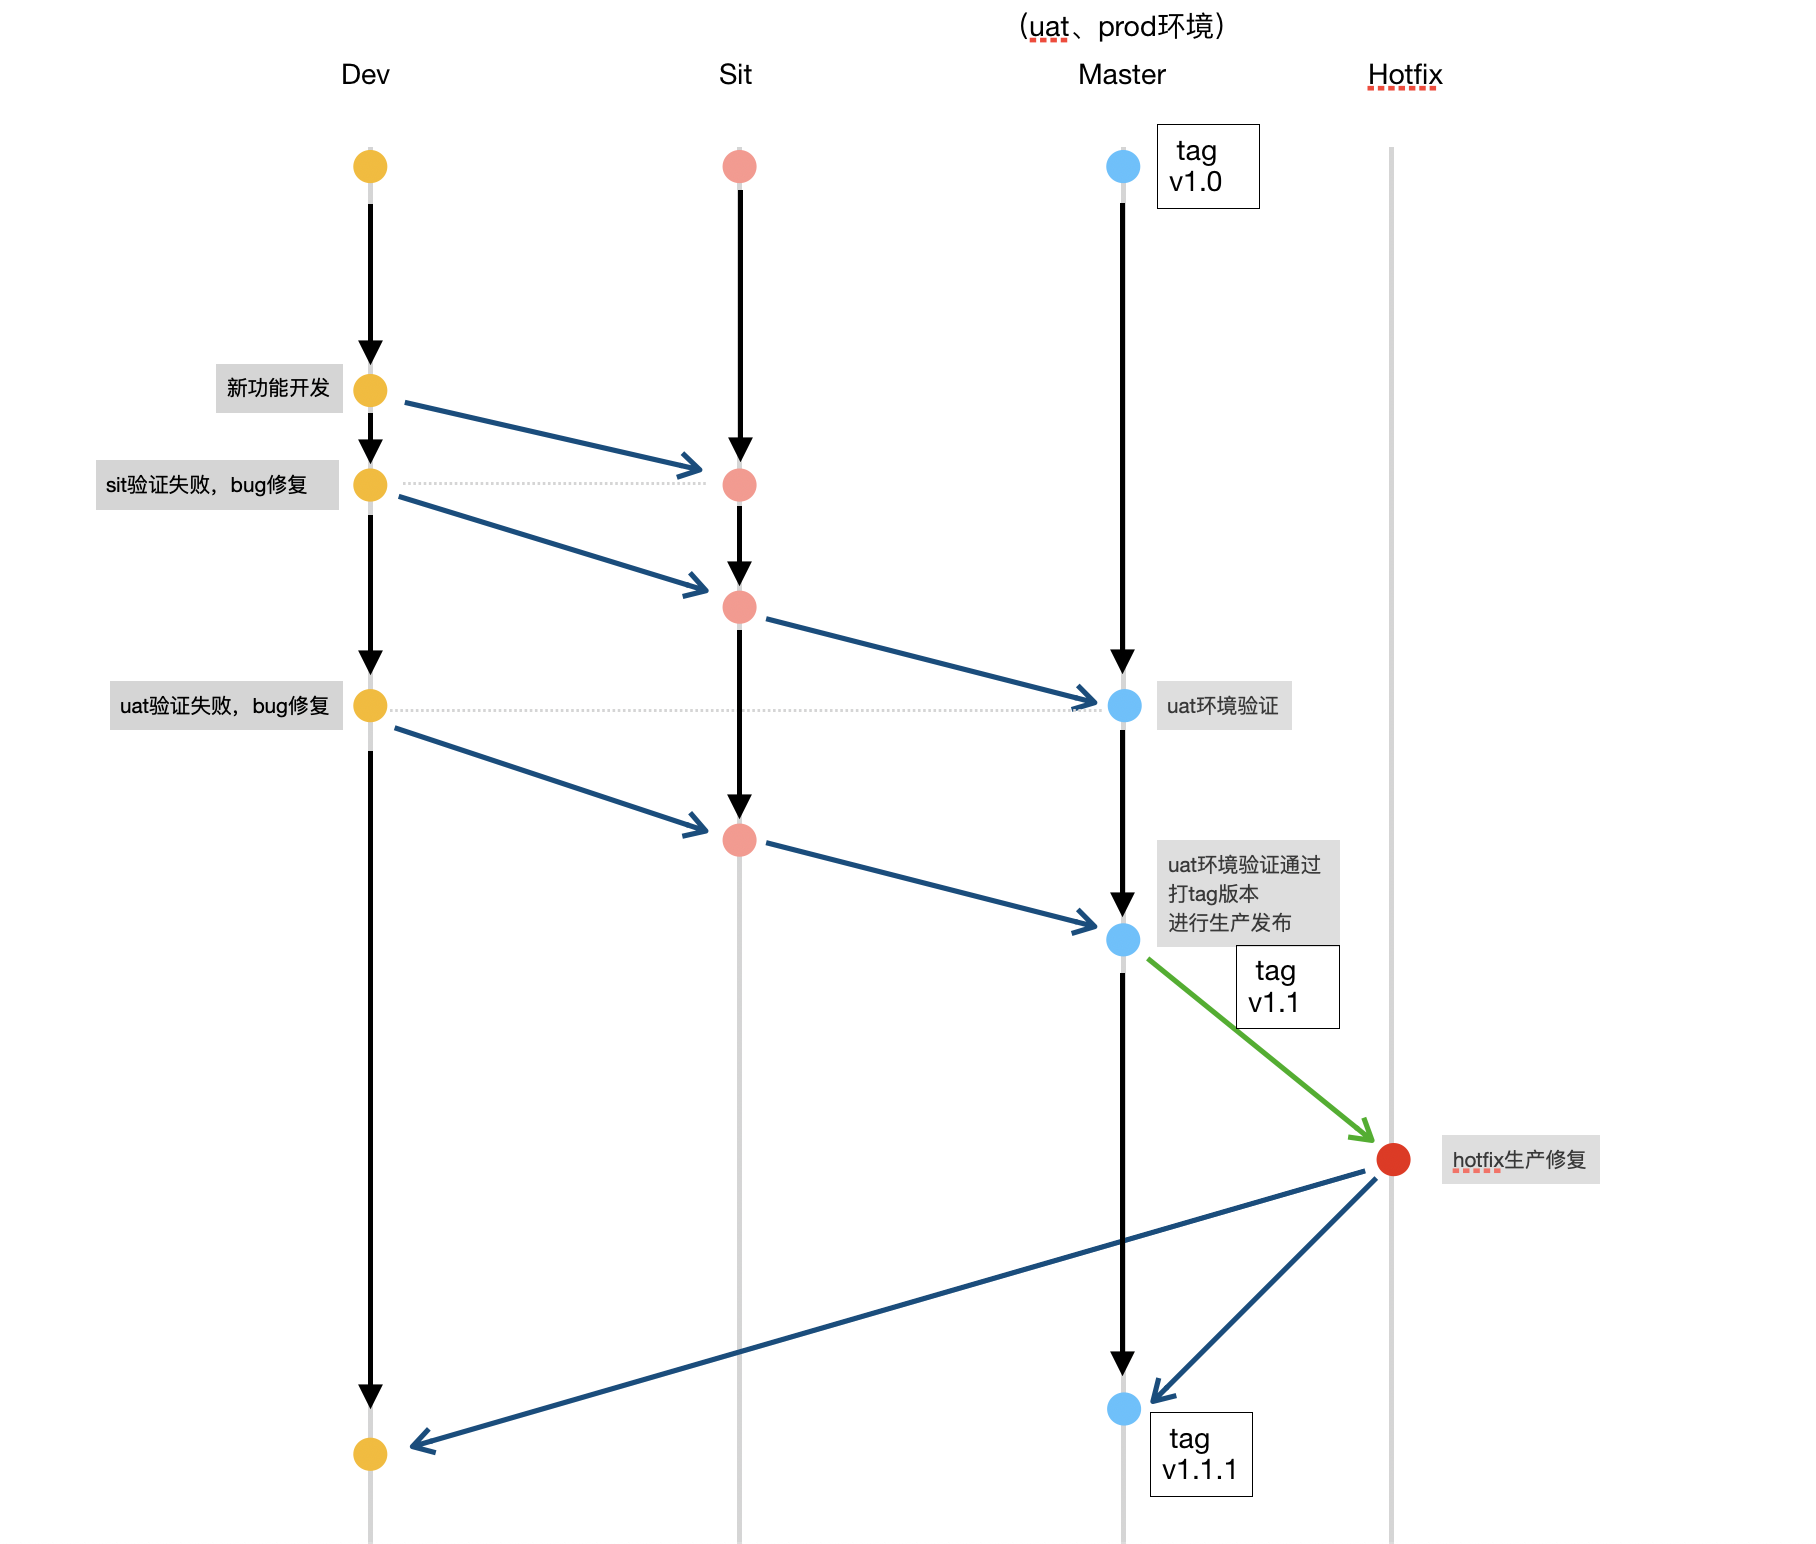 （uat、prod环境）
Dev
Sit
Master
Hotfix
tag
v1.0
新功能开发
sit验证失败，bug修复
uat验证失败，bug修复
uat环境验证
uat环境验证通过
打tag版本
进行生产发布
tag
v1.1
hotfix生产修复
tag
v1.1.1